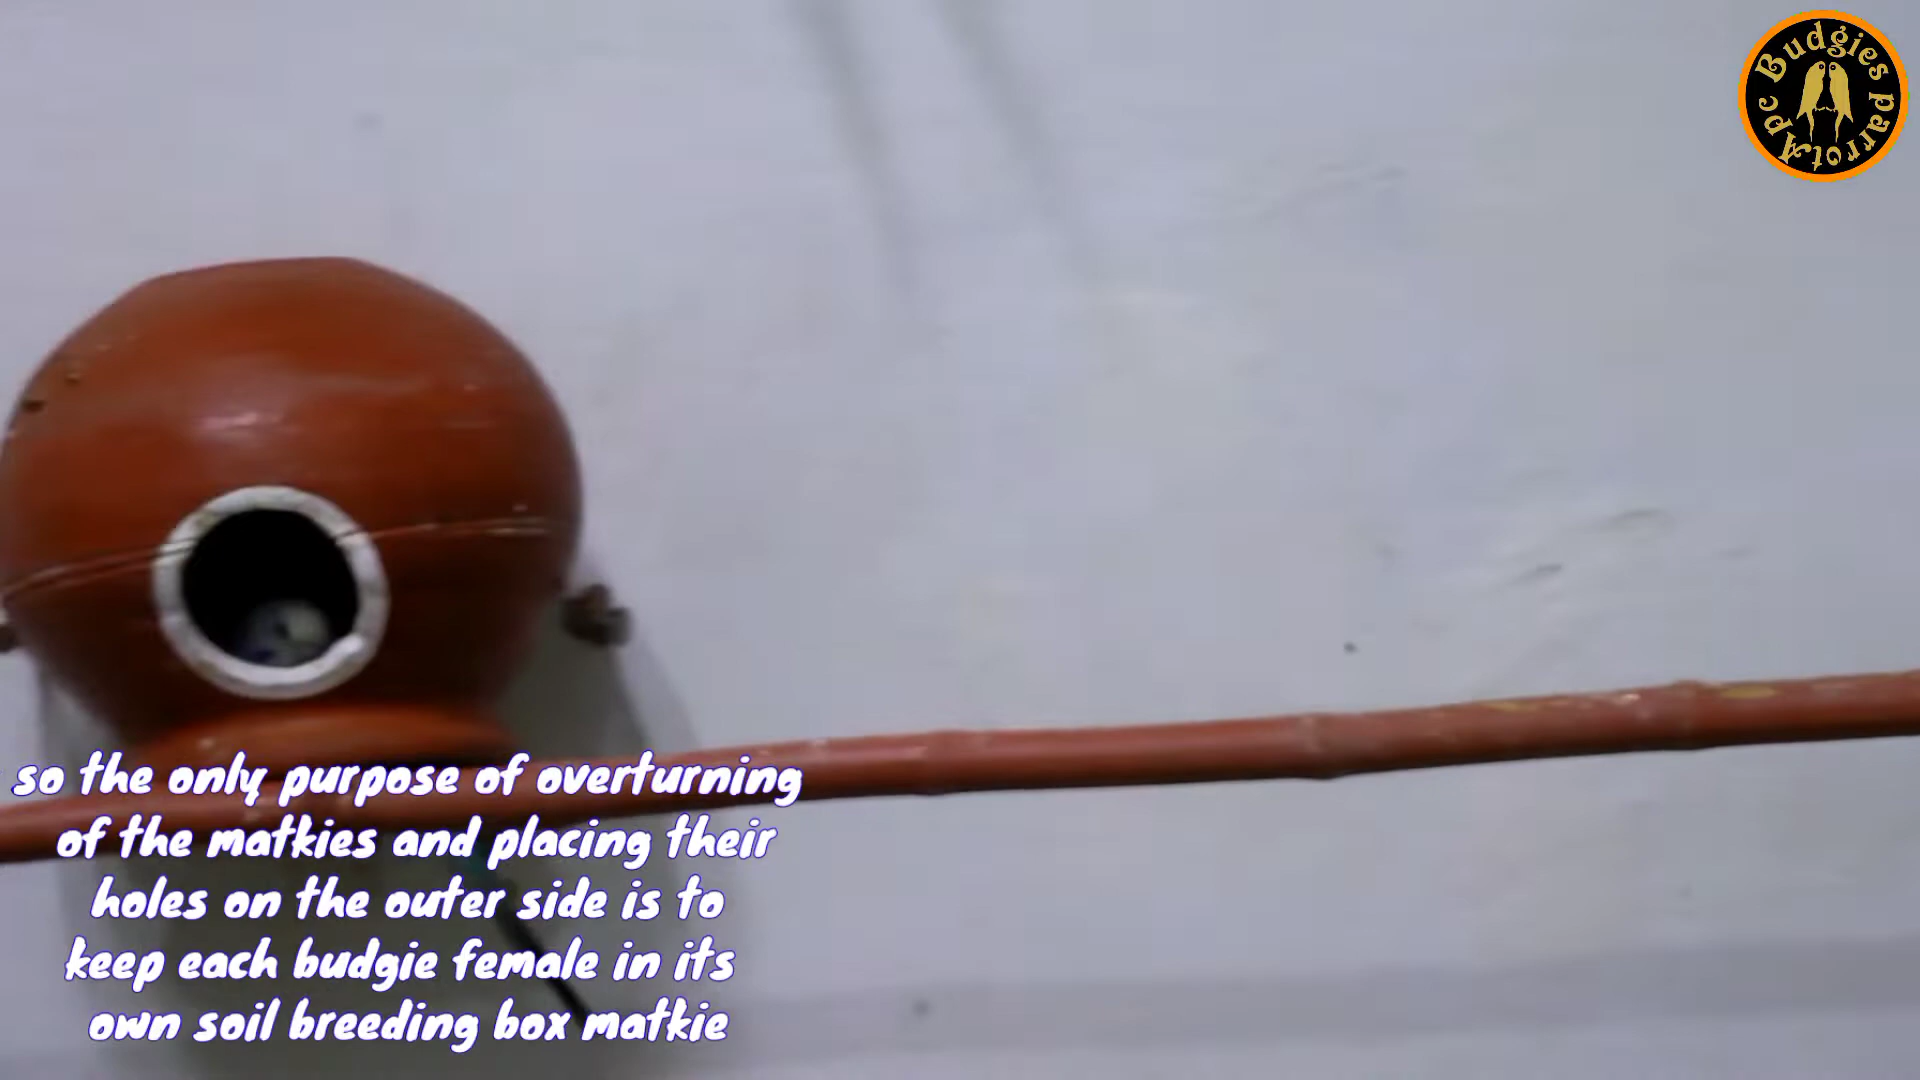 Apc Budgies parrot
so the only purpose of overturning
of the matkies and placing their
holes on the outer side is to
keep each budgie female in its
own soil breeding box matkie